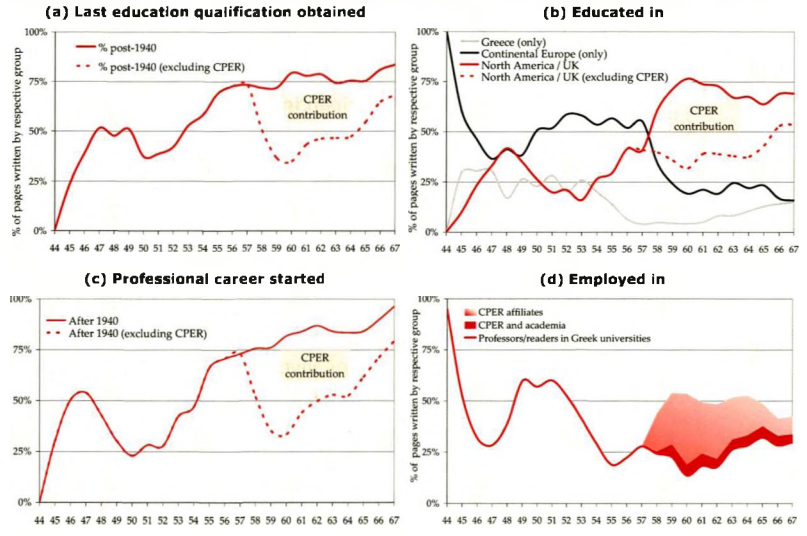 (a) Last education qualification obtained
% of pages written by respective group
100%
75%
50%
25%
0%
% post-1940
% post-1940 (excluding CPER)
CPER
contribution
44 45 46 47 48 49 50 51 52 53 54 55 56 57 58 59 60 61 62 63 64 65 66 67
(b) Educated in
% of pages written by respective group
100%
75%
50%
25%
0%
Greece (only)
Continental Europe (only)
North America / UK
North America / UK (excluding CPER)
CPER
contribution
44 45 46 47 48 49 50 51 52 53 54 55 56 57 58 59 60 61 62 63 64 65 66 67
(c) Professional career started
100%
75%
50%
25%
0%
After 1940
After 1940 (excluding CPER)
CPER
contribution
44 45 46 47 48 49 50 51 52 53 54 55 56 57 58 59 60 61 62 63 64 65 66 67
(d) Employed in
% of pages written by respective group
100%
75%
50%
25%
0%
CPER affiliates
CPER and academia
Professors/readers in Greek universities
44 45 46 47 48 49 50 51 52 53 54 55 56 57 58 59 60 61 62 63 64 65 66 67